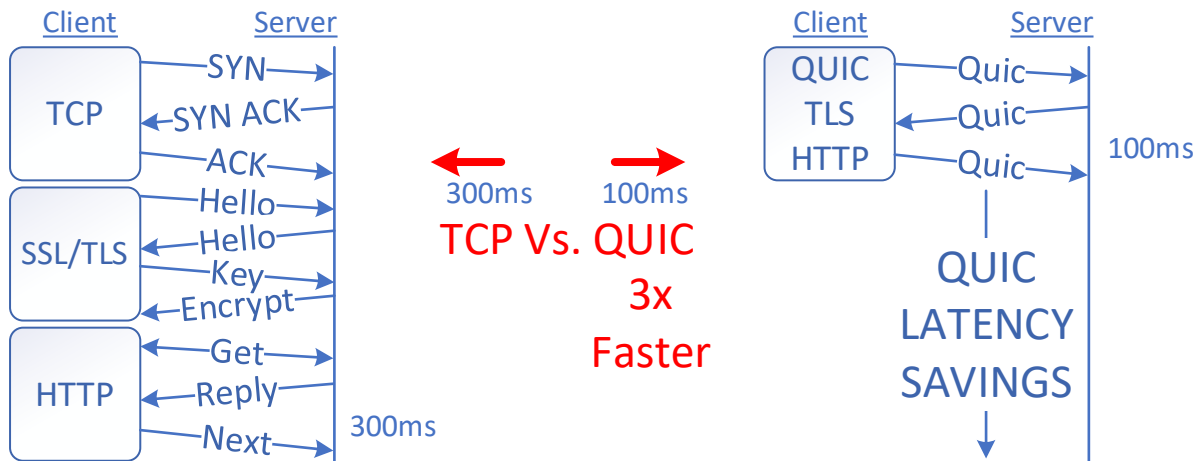 Client
Server
TCP
SYN
SYN ACK
ACK
SSL/TLS
Hello
Hello
Key
Encrypt
HTTP
Get
Reply
Next
300ms
300ms
100ms
TCP Vs. QUIC
3x
Faster
Client
Server
QUIC
TLS
HTTP
Quic
Quic
Quic
100ms
QUIC
LATENCY
SAVINGS